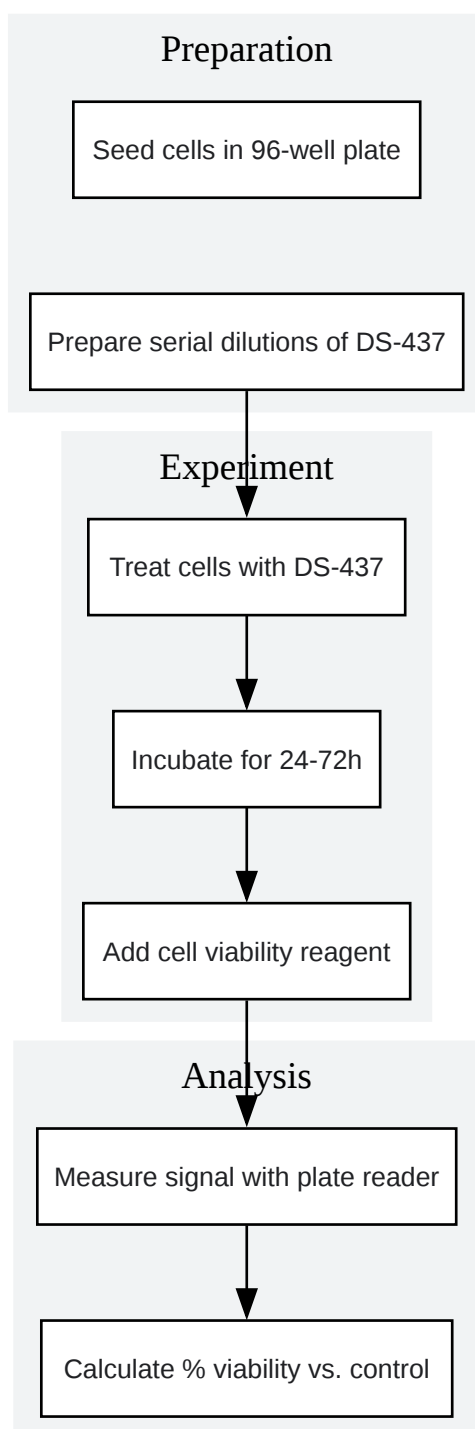 Preparation
Seed cells in 96-well plate
Prepare serial dilutions of DS-437
Experiment
Treat cells with DS-437
Incubate for 24-72h
Add cell viability reagent
Analysis
Measure signal with plate reader
Calculate % viability vs. control